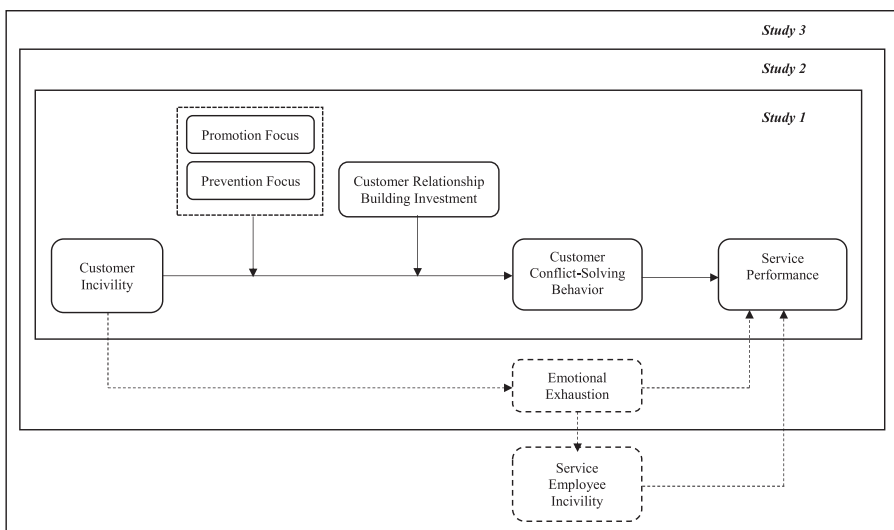 Study 3
Study 2
Study 1
Promotion Focus
Prevention Focus
Customer Relationship
Building Investment
Customer
Incivility
Customer
Conflict-Solving
Behavior
Service
Performance
Emotional
Exhaustion
Service
Employee
Incivility